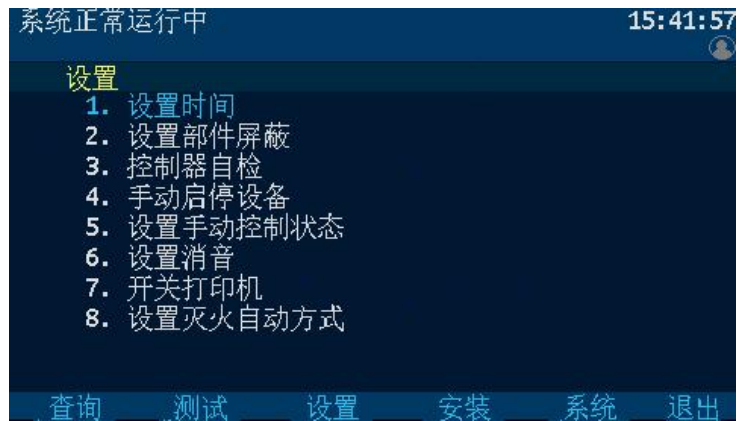 系统正常运行中 15:41:57
设置
1. 设置时间
2. 设置部件屏蔽
3. 控制器自检
4. 手动启停设备
5. 设置手动控制状态
6. 设置消音
7. 开关打印机
8. 设置灭火自动方式
查询 测试 设置 安装 系统 退出